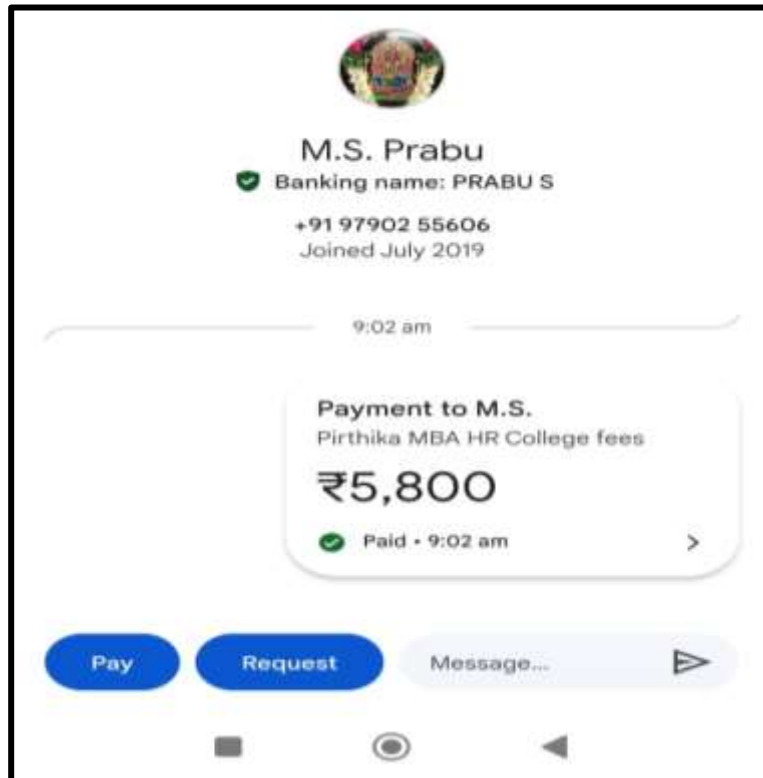 M.S. Prabu
Banking name: PRABU S
+91 97902 55606
Joined July 2019
9:02 am
Payment to M.S.
Pirthika MBA HR College fees
₹5,800
Paid • 9:02 am
Pay
Request
Message...